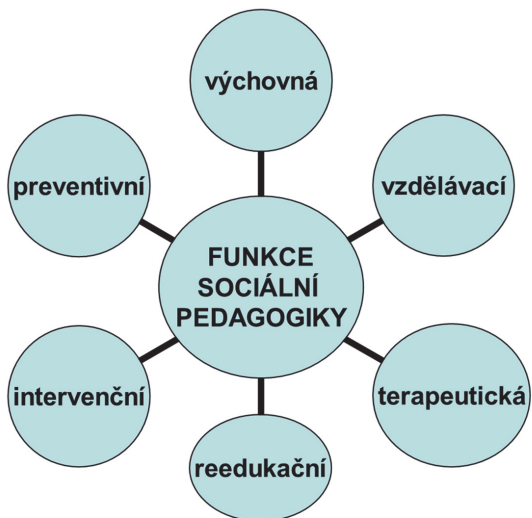 výchovná
preventivní
vzdělávací
FUNKCE
SOCIÁLNÍ
PEDAGOGIKY
intervenční
terapeutická
reedukační